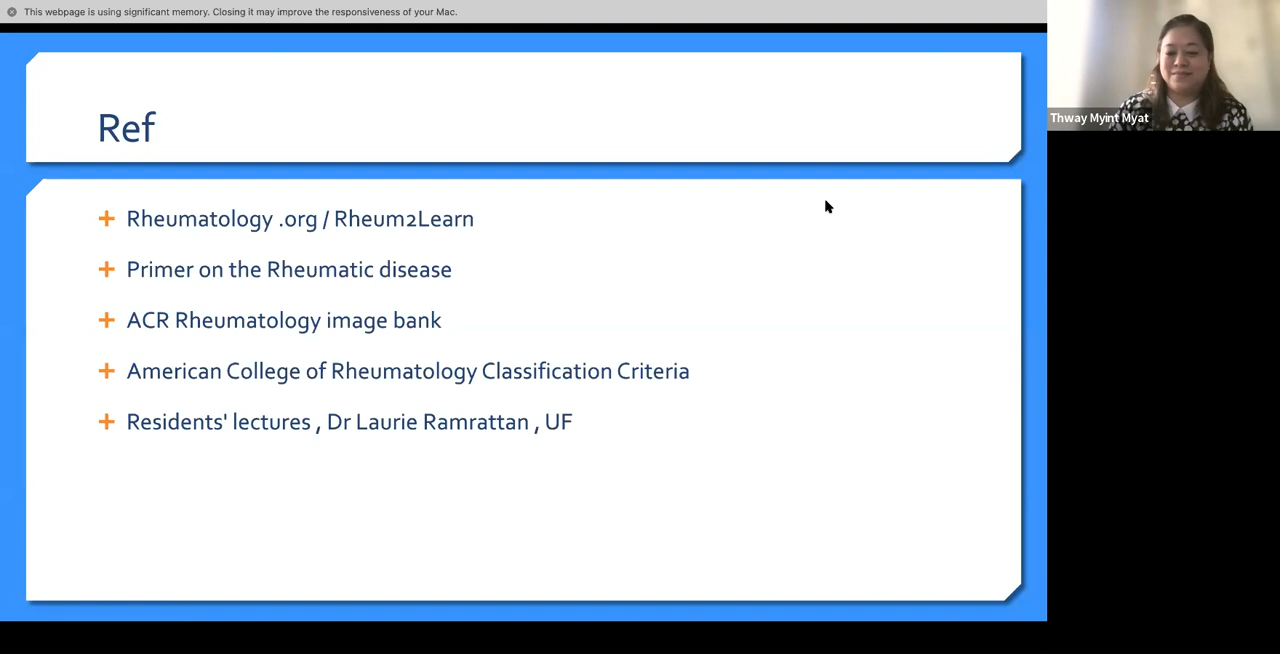 This webpage is using significant memory. Closing it may improve the responsiveness of your Mac.
Ref
Rheumatology .org / Rheum2Learn
Primer on the Rheumatic disease
ACR Rheumatology image bank
American College of Rheumatology Classification Criteria
Residents' lectures , Dr Laurie Ramrattan , UF
Thway Myint Myat